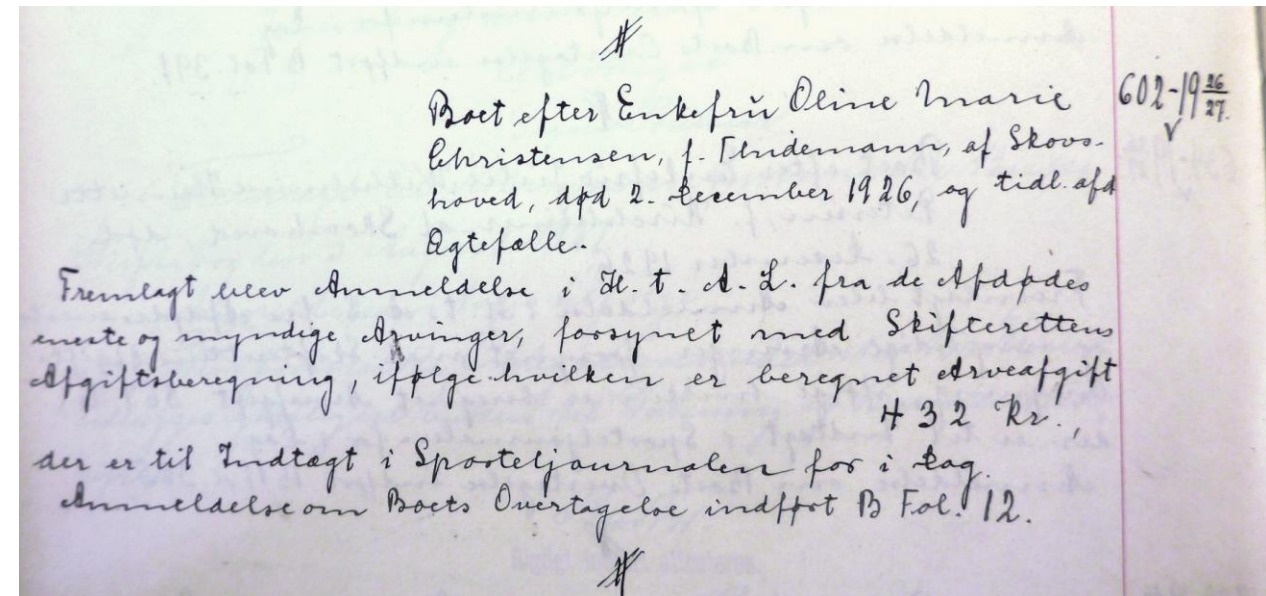 #
Boet efter Enkefru Oline Marie
Christensen, f. Thidemann, af Skovs-
hoved, død 2. December 1926, og tidl. afd
Ægtefælle.
602-19 26/27.
Fremlagt blev Anmeldelse i H. t. A. L. fra de Afdødes
eneste og myndige Arvinger, forsynet med Skifterettens
Afgiftsberegning, ifølge hvilken er beregnet Arveafgift
432 Kr.,
der er til Indtægt i Sporteljournalen for i Dag.
Anmeldelse om Boets Overtagelse indført B Fol. 12.
#